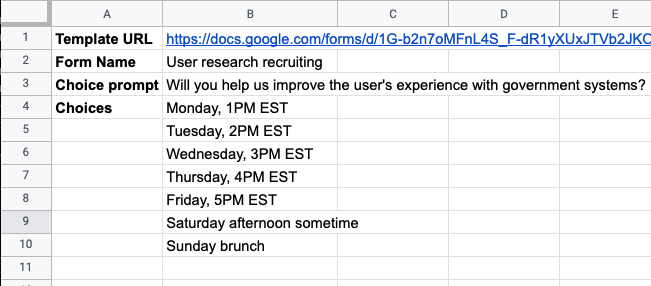 A B C D E
1 Template URL https://docs.google.com/forms/d/1G-b2n7oMFnL4S_F-dR1yXUxJTVb2JKC
2 Form Name User research recruiting
3 Choice prompt Will you help us improve the user's experience with government systems?
4 Choices Monday, 1PM EST
5 Tuesday, 2PM EST
6 Wednesday, 3PM EST
7 Thursday, 4PM EST
8 Friday, 5PM EST
9 Saturday afternoon sometime
10 Sunday brunch
11